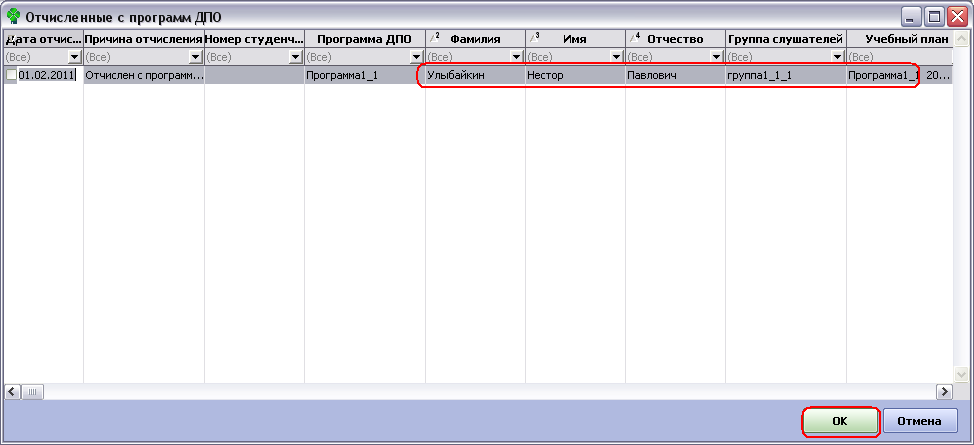 Отчисленные с программ ДПО
Дата отчис... Причина отчисления Номер студенч... Программа ДПО 2 Фамилия 3 Имя 4 Отчество Группа слушателей Учебный план
(Все) (Все) (Все) (Все) (Все) (Все) (Все) (Все) (Все)
01.02.2011 Отчислен с программ... Программа1_1 Улыбайкин Нестор Павлович группа1_1_1 Программа1_1 20...
OK Отмена